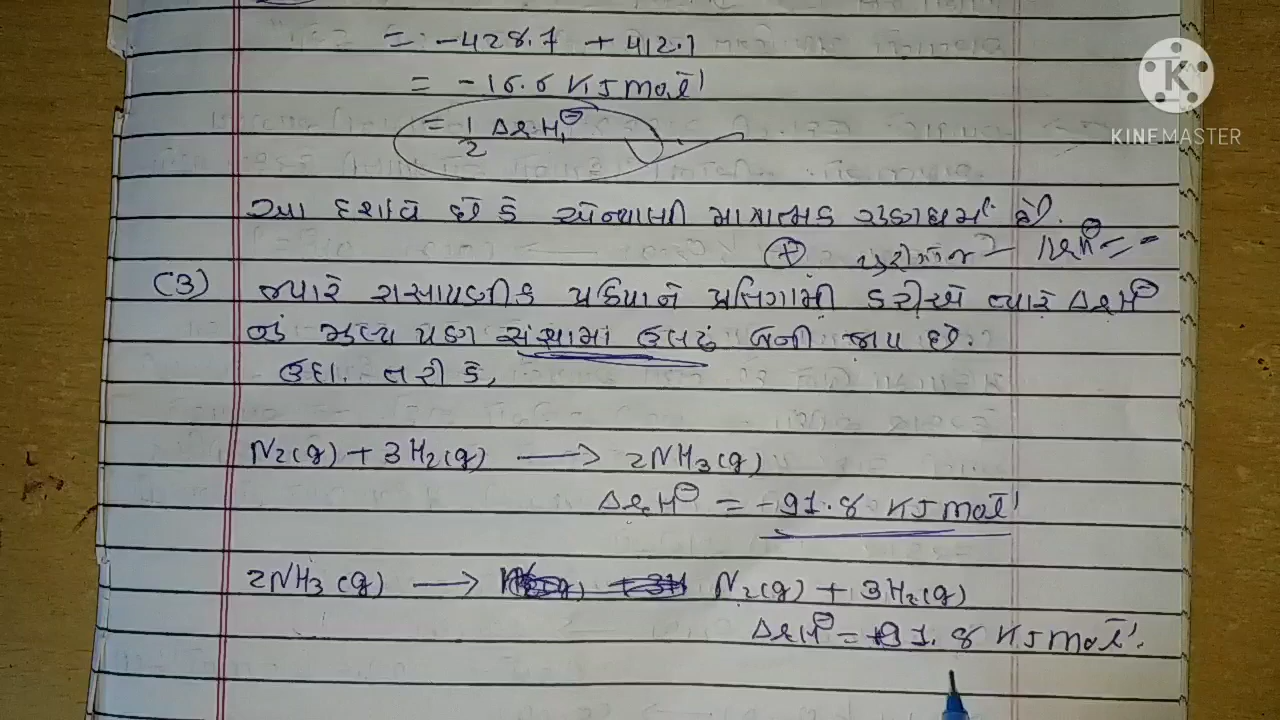 = -428.7 + 412.1
= -16.6 KJ mol⁻¹
= 1/2 ΔrH₁⊖
આ દર્શાવે છે કે એન્થાલ્પી માત્રાત્મક ગુણધર્મ છે.
(3) જ્યારે રાસાયણીક પ્રક્રિયાને પ્રતિગામી કરીએ ત્યારે ΔrH⊖
નું મુલ્ય પણ સંજ્ઞામાં ઉલટું બની જાય છે.
ઉદા. તરીકે,
N₂(g) + 3H₂(g) ⟶ 2NH₃(g)
ΔrH⊖ = -91.8 KJ mol⁻¹
2NH₃(g) ⟶ N₂(g) + 3H₂(g)
ΔrH⊖ = +91.8 KJ mol⁻¹.
KINEMASTER